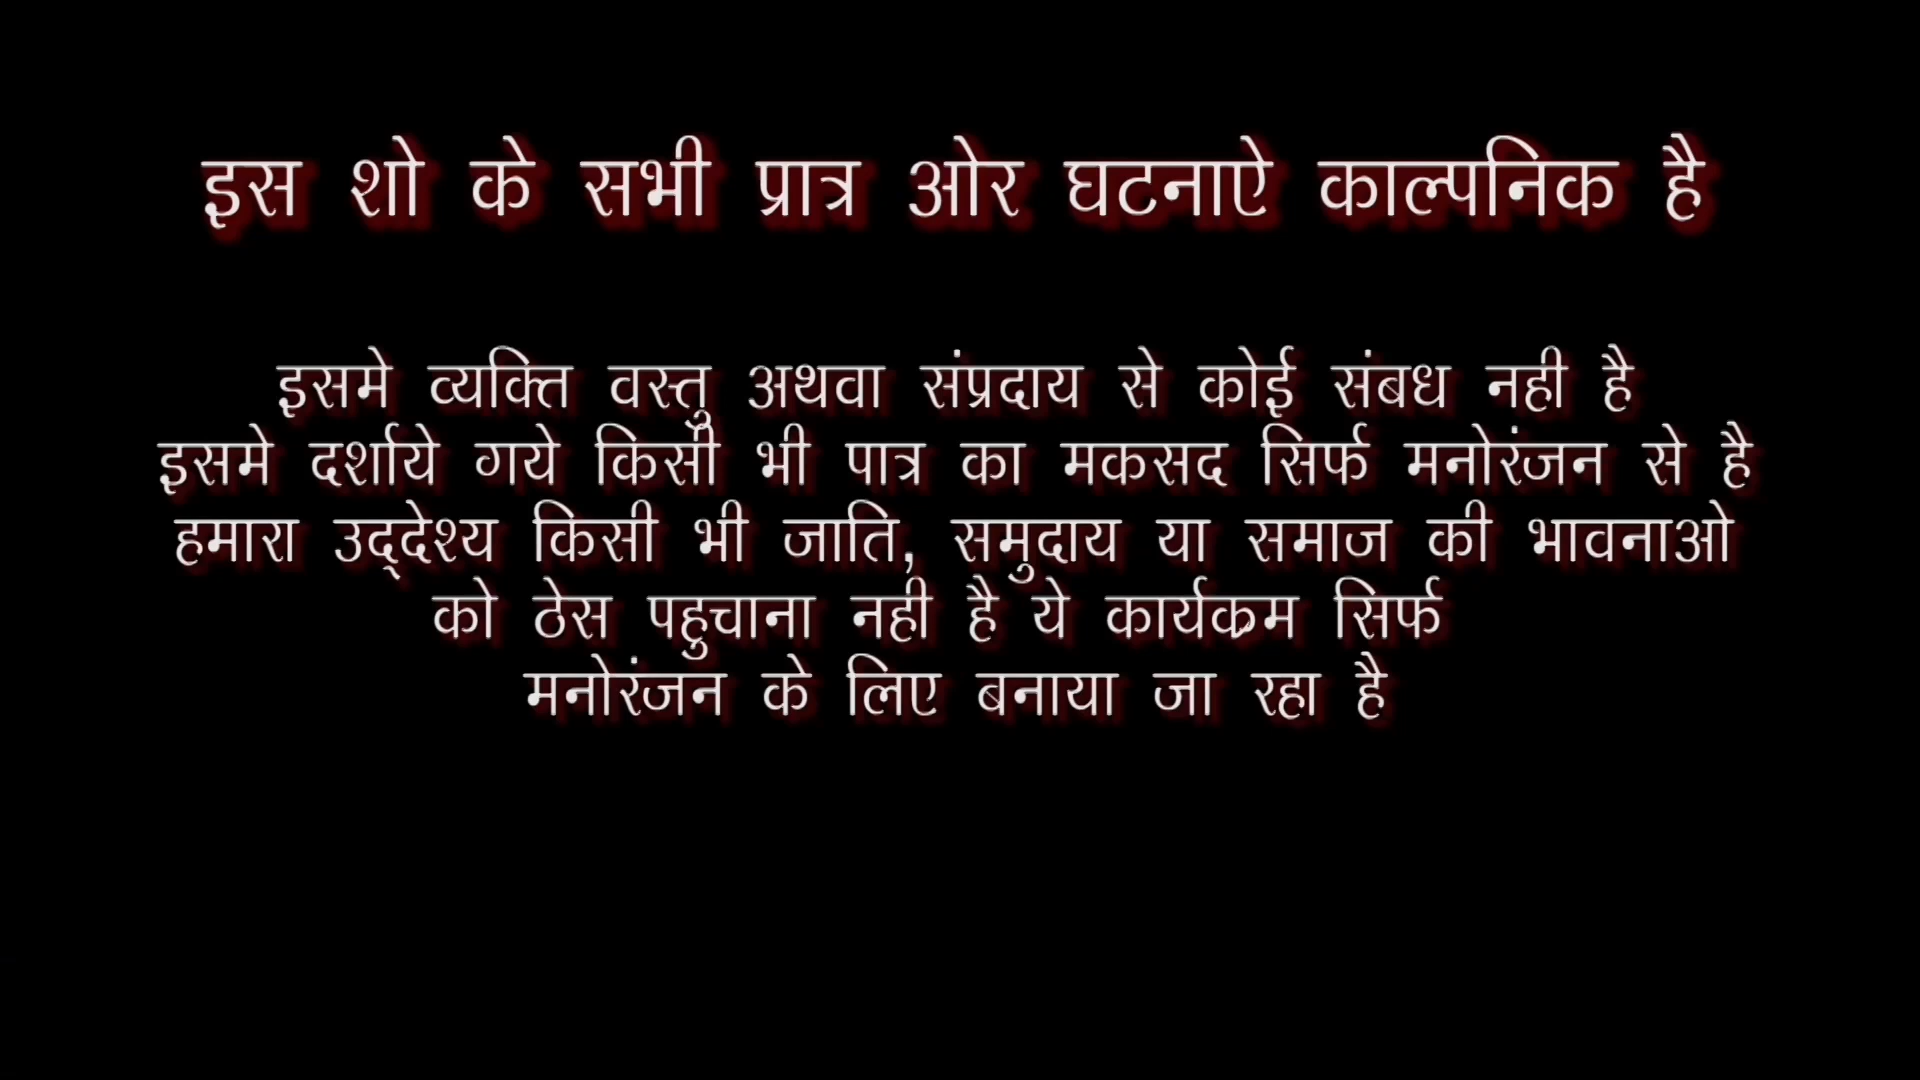 इस शो के सभी प्रात्र ओर घटनाऐ काल्पनिक है
इसमे व्यक्ति वस्तु अथवा संप्रदाय से कोई संबध नही है
इसमे दर्शाये गये किसी भी पात्र का मकसद सिर्फ मनोरंजन से है
हमारा उद्देश्य किसी भी जाति, समुदाय या समाज की भावनाओ
को ठेस पहुचाना नही है ये कार्यक्रम सिर्फ
मनोरंजन के लिए बनाया जा रहा है